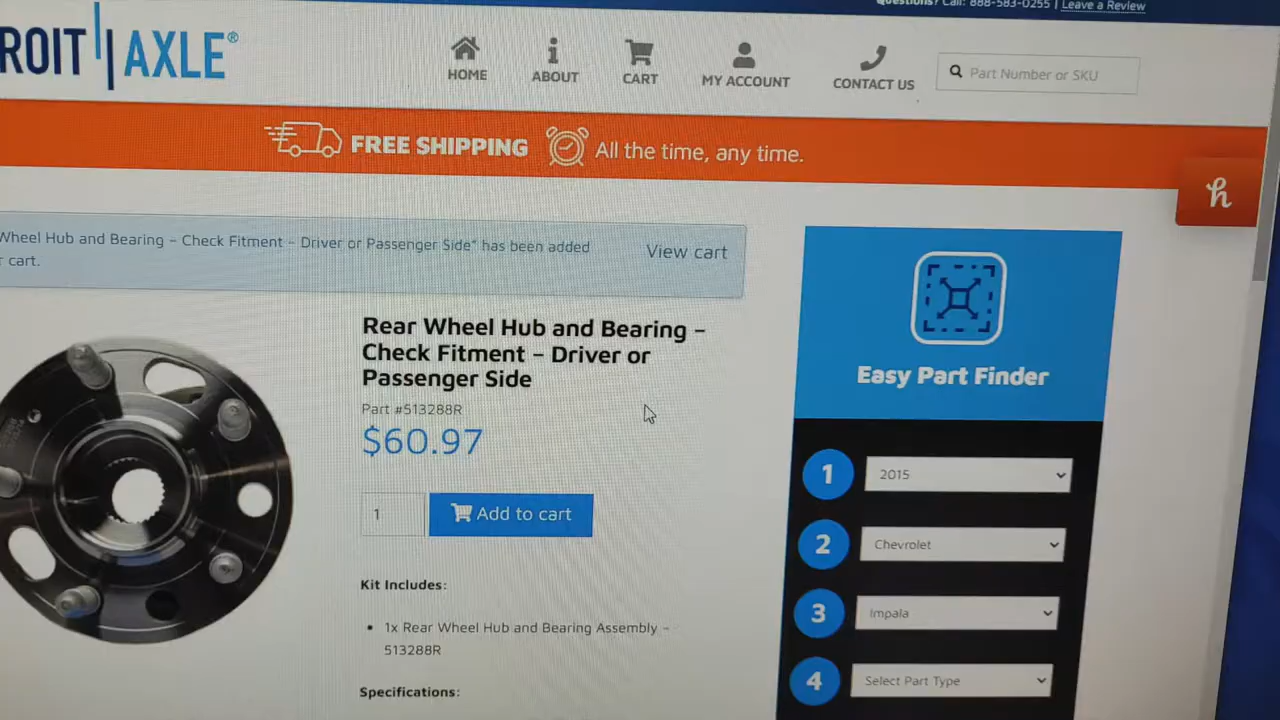 Questions? Call: 888-583-0255 | Leave a Review
ROIT AXLE®
HOME
ABOUT
CART
MY ACCOUNT
CONTACT US
Part Number or SKU
FREE SHIPPING
All the time, any time.
Wheel Hub and Bearing – Check Fitment – Driver or Passenger Side" has been added
cart.
View cart
Rear Wheel Hub and Bearing –
Check Fitment – Driver or
Passenger Side
Part #513288R
$60.97
1
Add to cart
Kit Includes:
1x Rear Wheel Hub and Bearing Assembly –
513288R
Specifications:
Easy Part Finder
1
2015
2
Chevrolet
3
Impala
4
Select Part Type